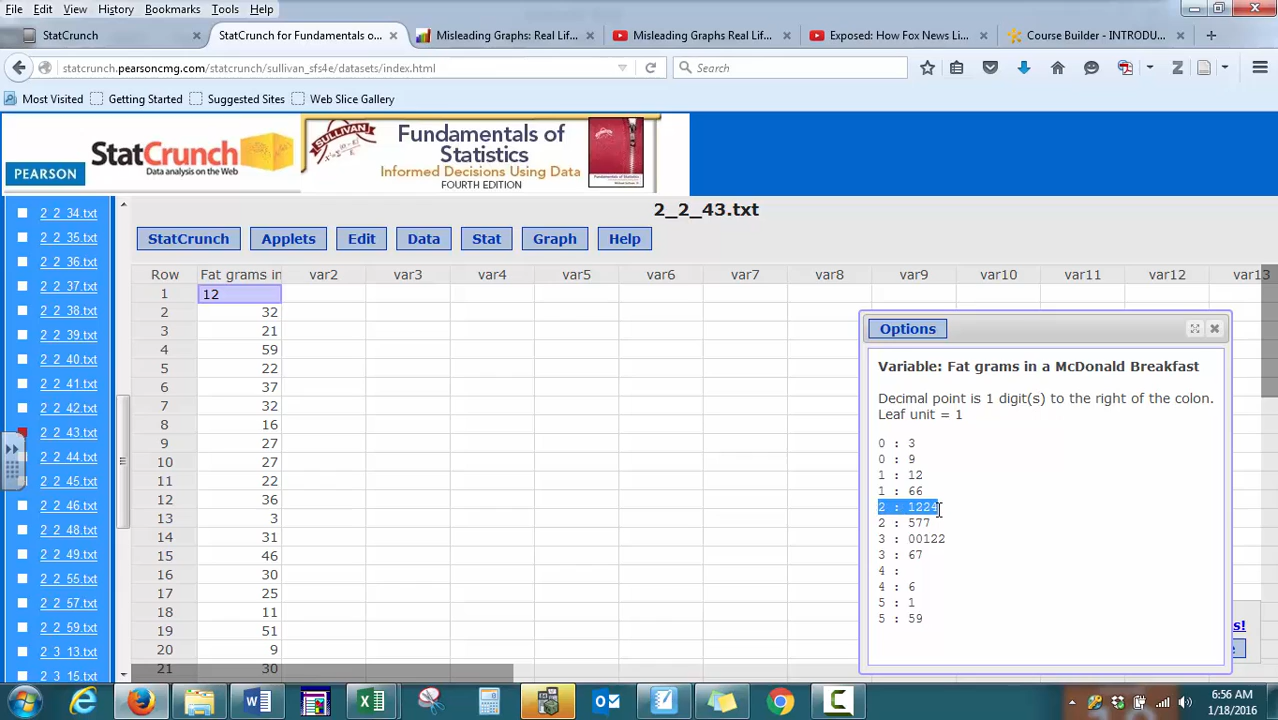 File Edit View History Bookmarks Tools Help
StatCrunch × StatCrunch for Fundamentals o... × Misleading Graphs: Real Lif... × Misleading Graphs Real Lif... × Exposed: How Fox News Li... × Course Builder - INTRODU... × +
statcrunch.pearsoncmg.com/statcrunch/sullivan_sfs4e/datasets/index.html Search
Most Visited Getting Started Suggested Sites Web Slice Gallery
PEARSON
StatCrunch
Data analysis on the Web
SULLIVAN
Fundamentals of
Statistics
Informed Decisions Using Data
FOURTH EDITION
2_2_43.txt
StatCrunch Applets Edit Data Stat Graph Help
2_2_34.txt
2_2_35.txt
2_2_36.txt
2_2_37.txt
2_2_38.txt
2_2_39.txt
2_2_40.txt
2_2_41.txt
2_2_42.txt
2_2_43.txt
2_2_44.txt
2_2_45.txt
2_2_46.txt
2_2_49.txt
2_2_55.txt
2_2_57.txt
2_2_59.txt
2_3_13.txt
2_3_15.txt
Row Fat grams in var2 var3 var4 var5 var6 var7 var8 var9 var10 var11 var12 var13
1 12
2 32
3 21
4 59
5 22
6 37
7 32
8 16
9 27
10 27
11 22
12 36
13 3
14 31
15 46
16 30
17 25
18 11
19 51
20 9
21 30
Options
Variable: Fat grams in a McDonald Breakfast
Decimal point is 1 digit(s) to the right of the colon.
Leaf unit = 1
0 : 3
0 : 9
1 : 12
1 : 66
2 : 1224
2 : 577
3 : 00122
3 : 67
4 :
4 : 6
5 : 1
5 : 59
s!
e
6:56 AM
1/18/2016